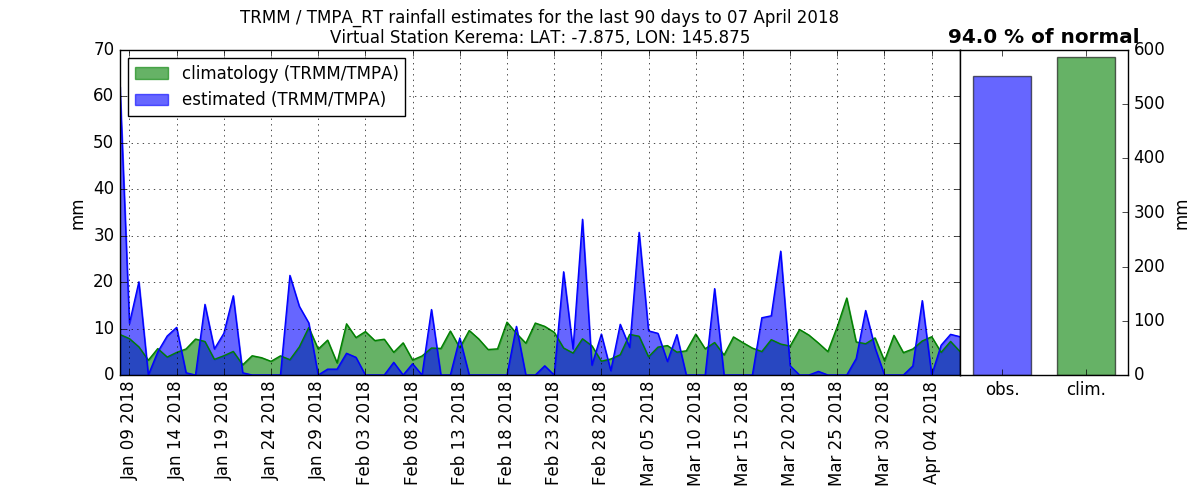 TRMM / TMPA_RT rainfall estimates for the last 90 days to 07 April 2018
Virtual Station Kerema: LAT: -7.875, LON: 145.875
94.0 % of normal
climatology (TRMM/TMPA)
estimated (TRMM/TMPA)
70
60
50
40
30
20
10
0
mm
Jan 09 2018
Jan 14 2018
Jan 19 2018
Jan 24 2018
Jan 29 2018
Feb 03 2018
Feb 08 2018
Feb 13 2018
Feb 18 2018
Feb 23 2018
Feb 28 2018
Mar 05 2018
Mar 10 2018
Mar 15 2018
Mar 20 2018
Mar 25 2018
Mar 30 2018
Apr 04 2018
obs.
clim.
600
500
400
300
200
100
0
mm